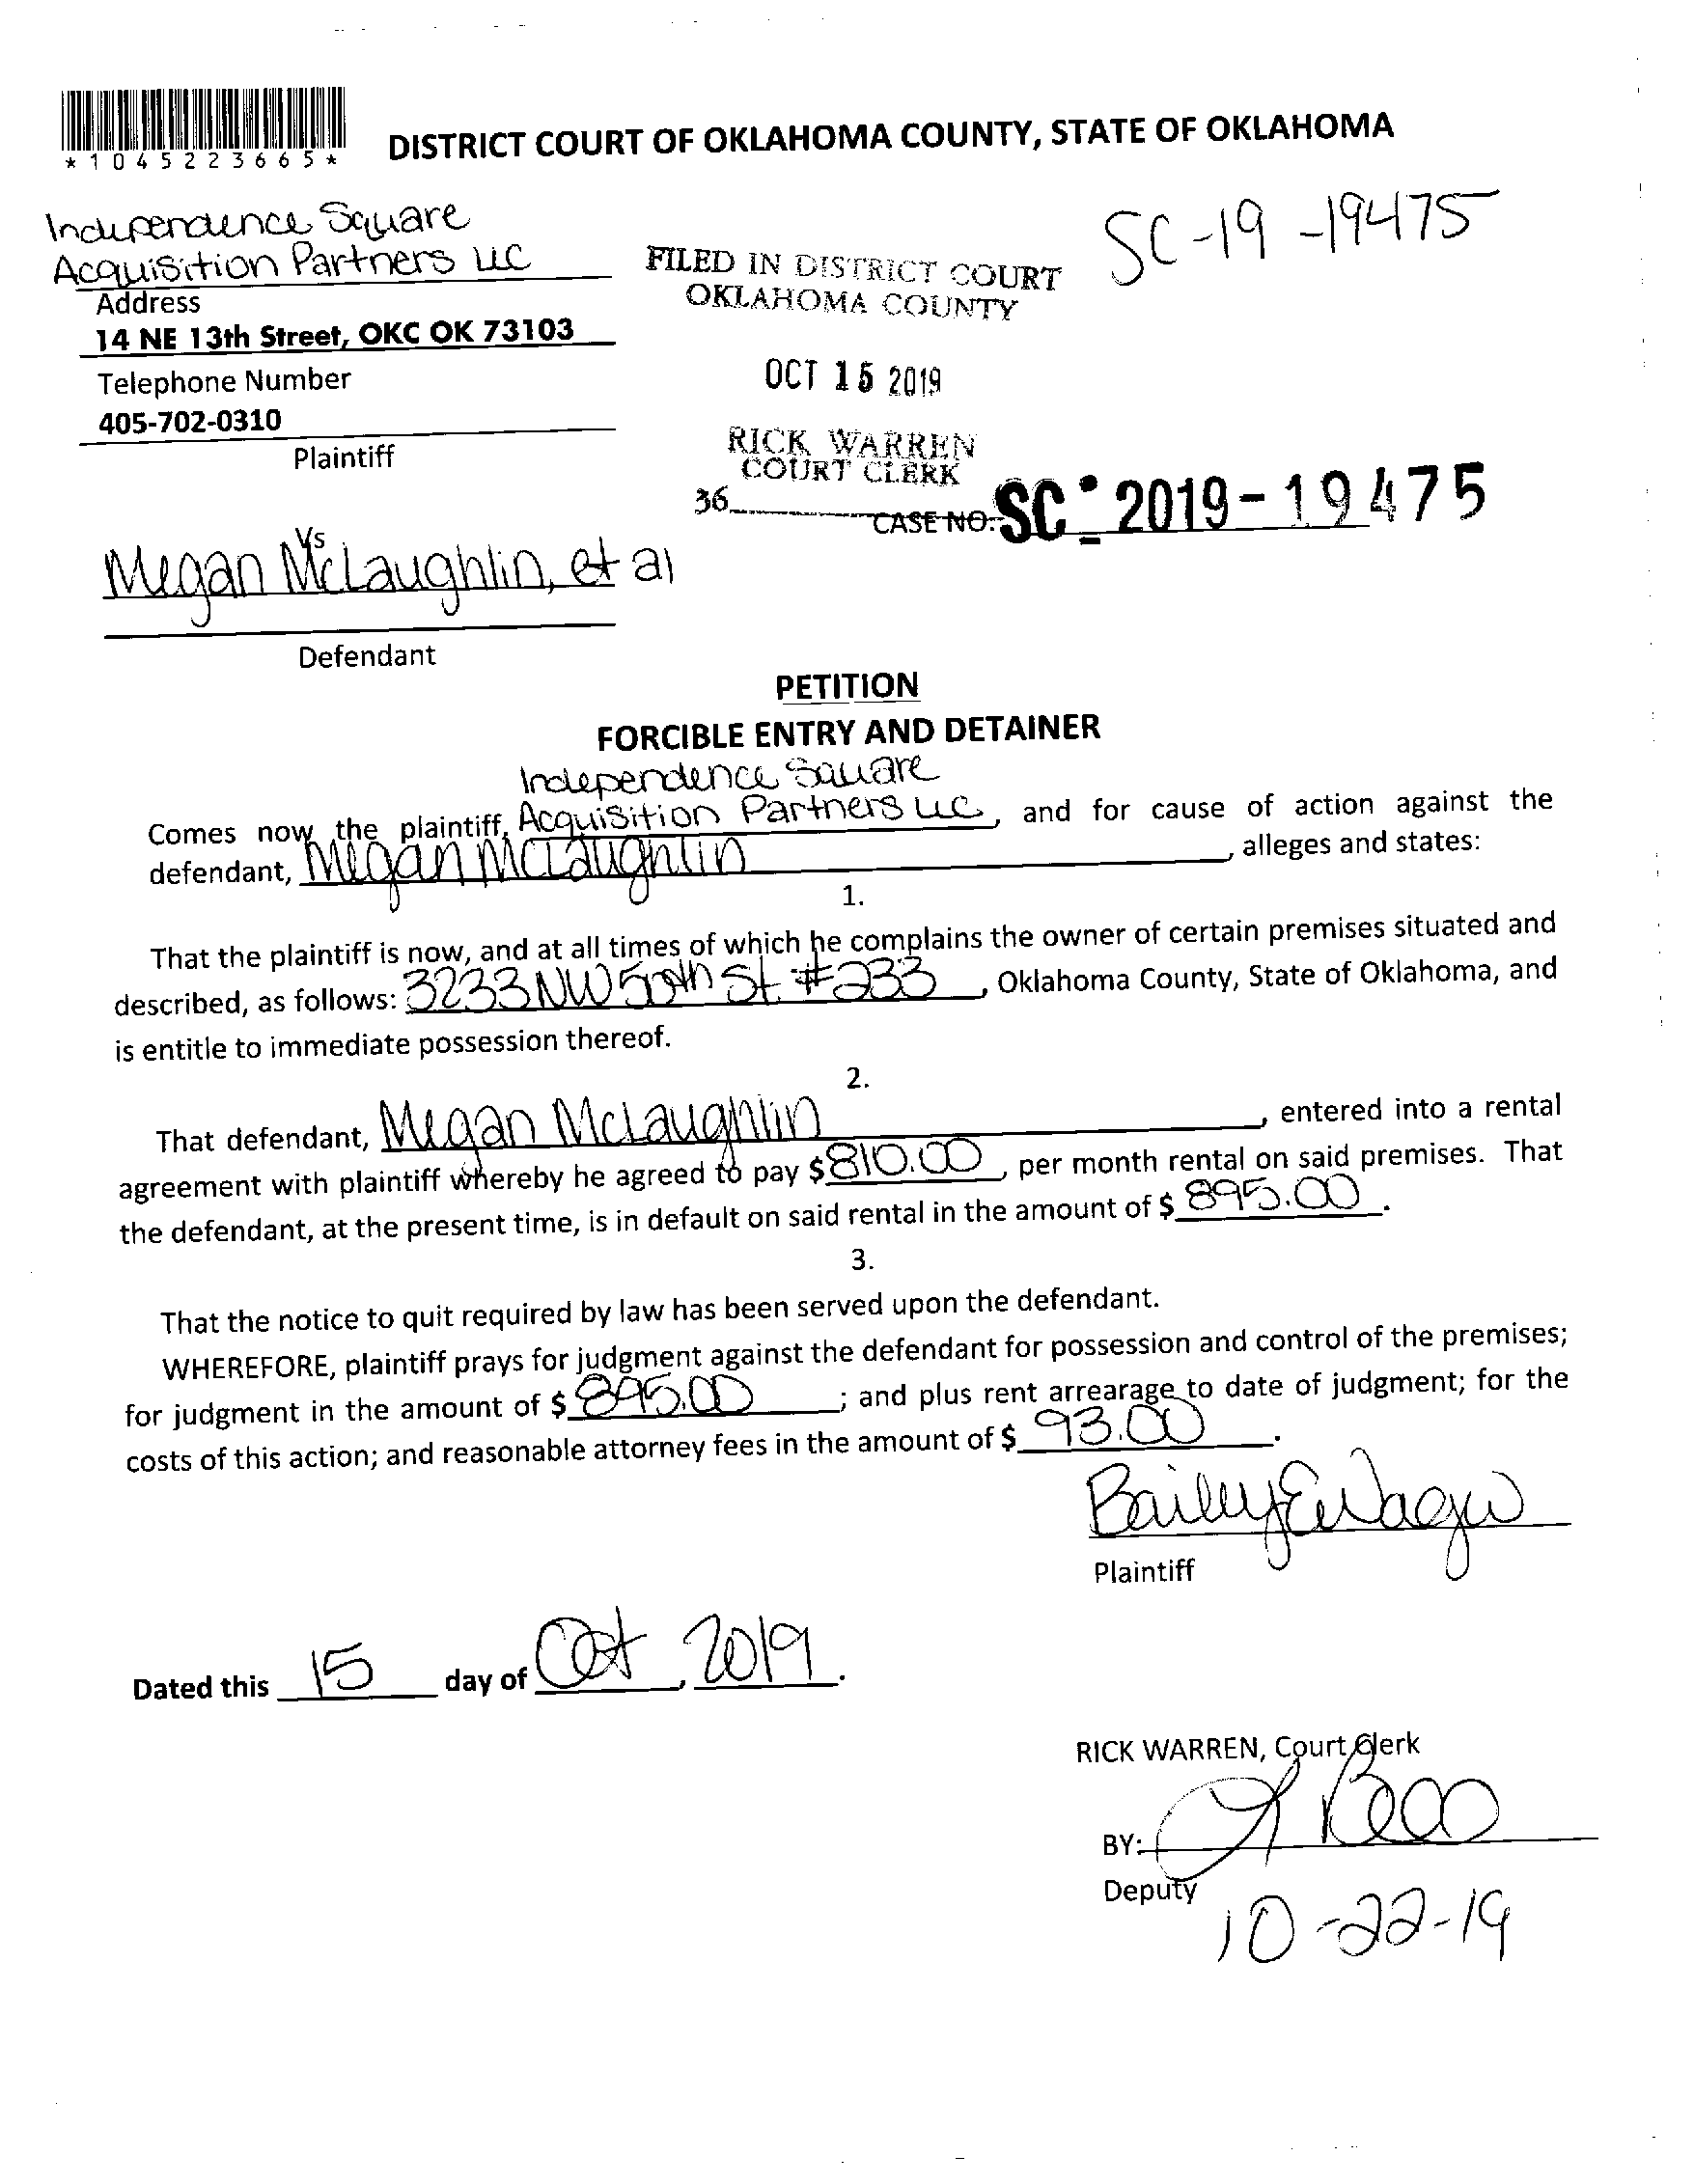 *1045223665*
DISTRICT COURT OF OKLAHOMA COUNTY, STATE OF OKLAHOMA
SC-19-19475
Independence Square
Acquisition Partners LLC
Address
14 NE 13th Street, OKC OK 73103
Telephone Number
405-702-0310
Plaintiff
FILED IN DISTRICT COURT
OKLAHOMA COUNTY
OCT 15 2019
RICK WARREN
COURT CLERK
36
CASE NO. SC-2019-19475
Vs
Megan McLaughlin, et al
Defendant
PETITION
FORCIBLE ENTRY AND DETAINER
Independence Square
Comes now the plaintiff, Acquisition Partners LLC, and for cause of action against the
defendant, Megan McLaughlin, alleges and states:
1.
That the plaintiff is now, and at all times of which he complains the owner of certain premises situated and
described, as follows: 3233 NW 50th St. #233, Oklahoma County, State of Oklahoma, and
is entitle to immediate possession thereof.
2.
That defendant, Megan McLaughlin, entered into a rental
agreement with plaintiff whereby he agreed to pay $810.00, per month rental on said premises. That
the defendant, at the present time, is in default on said rental in the amount of $895.00.
3.
That the notice to quit required by law has been served upon the defendant.
WHEREFORE, plaintiff prays for judgment against the defendant for possession and control of the premises;
for judgment in the amount of $895.00; and plus rent arrearage to date of judgment; for the
costs of this action; and reasonable attorney fees in the amount of $93.00.
Bailey
Plaintiff
Dated this 15 day of Oct, 2019.
RICK WARREN, Court Clerk
BY:
Deputy
10-22-19